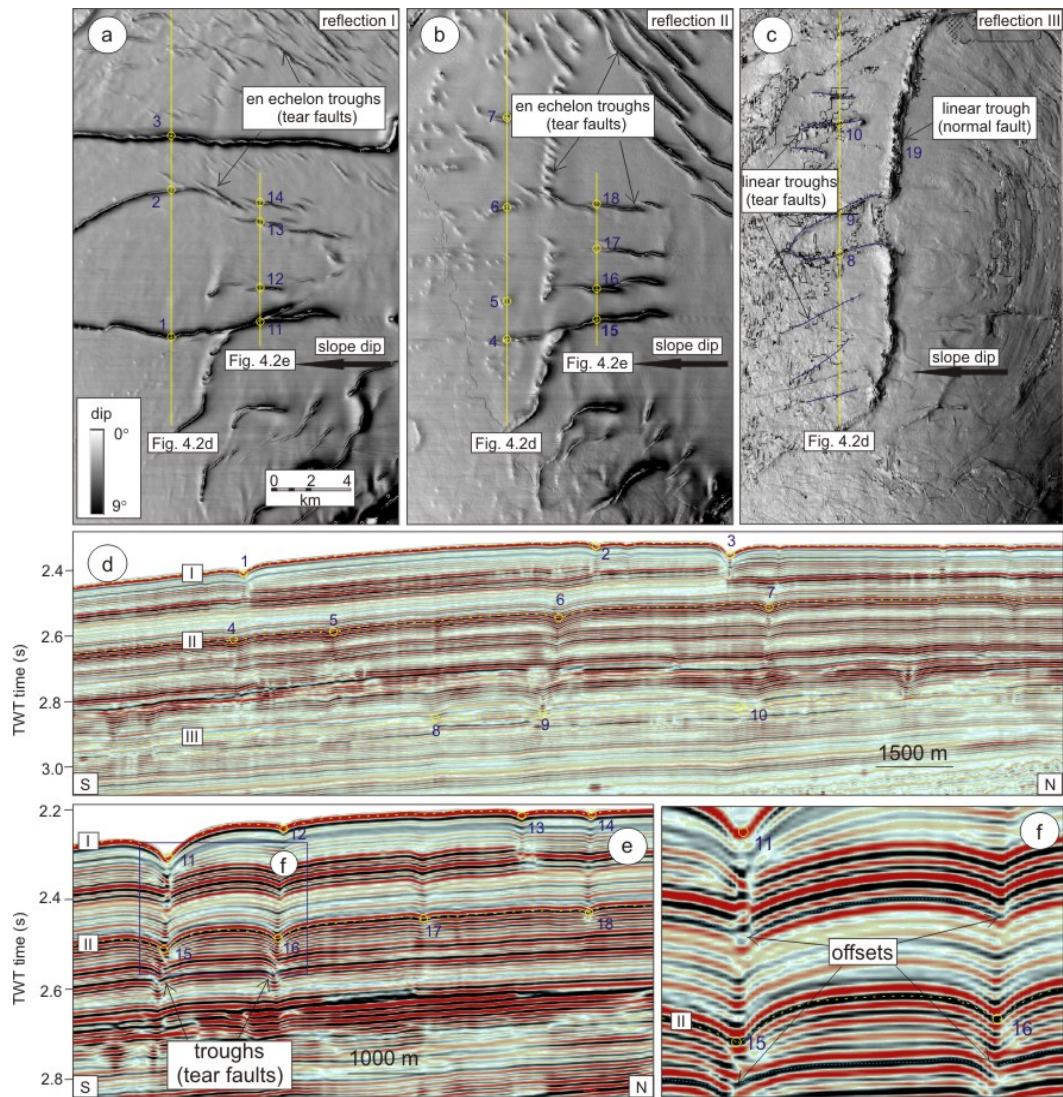 a
reflection I
en echelon troughs
(tear faults)
3
2
14
13
12
1
11
Fig. 4.2e
slope dip
dip
0°
9°
Fig. 4.2d
0 2 4
km
b
reflection II
en echelon troughs
(tear faults)
7
6
18
17
5
16
4
15
Fig. 4.2e
slope dip
Fig. 4.2d
c
reflection III
linear trough
(normal fault)
10
19
linear troughs
(tear faults)
9
8
slope dip
Fig. 4.2d
d
TWT time (s)
2.4
2.6
2.8
3.0
I
II
III
1
2
3
4
5
6
7
8
9
10
1500 m
S
N
e
TWT time (s)
2.2
2.4
2.6
2.8
I
II
11
12
13
14
f
15
16
17
18
troughs
(tear faults)
1000 m
S
N
f
11
offsets
II
15
16